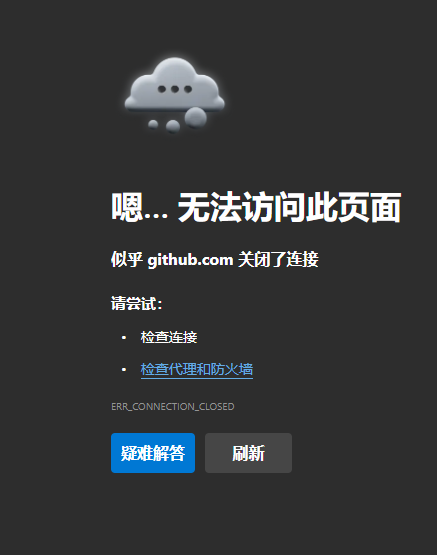 嗯... 无法访问此页面
似乎 github.com 关闭了连接
请尝试:
• 检查连接
• 检查代理和防火墙
ERR_CONNECTION_CLOSED
疑难解答 刷新